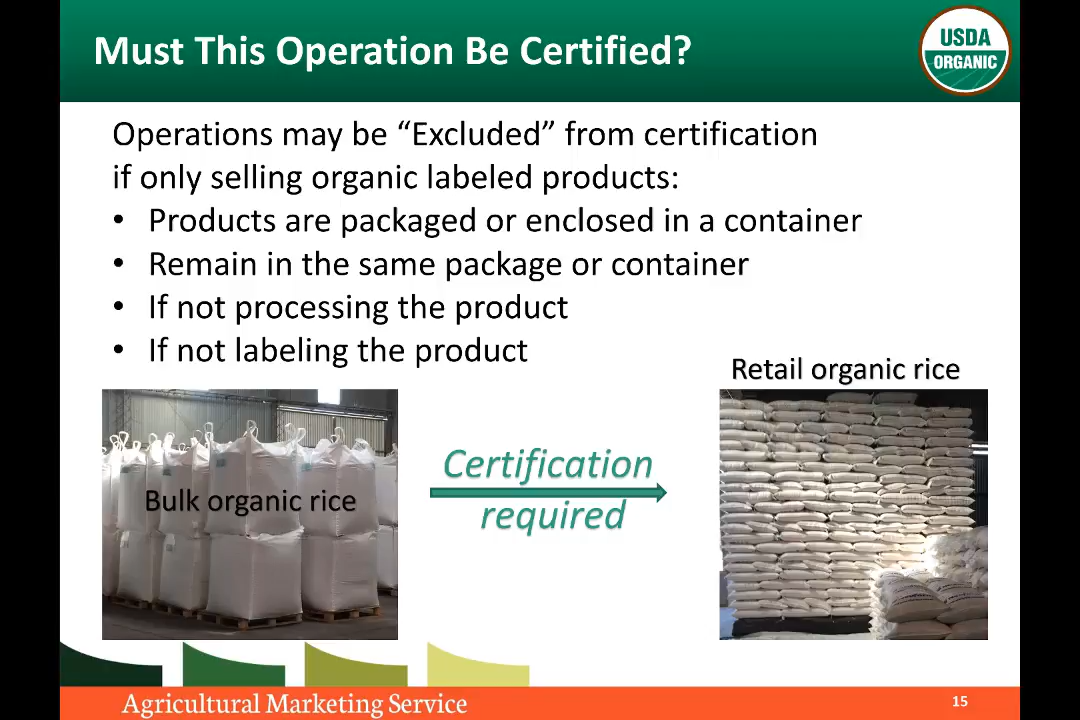 Must This Operation Be Certified?
USDA
ORGANIC
Operations may be “Excluded” from certification
if only selling organic labeled products:
• Products are packaged or enclosed in a container
• Remain in the same package or container
• If not processing the product
• If not labeling the product
Retail organic rice
Bulk organic rice
Certification
required
Agricultural Marketing Service
15